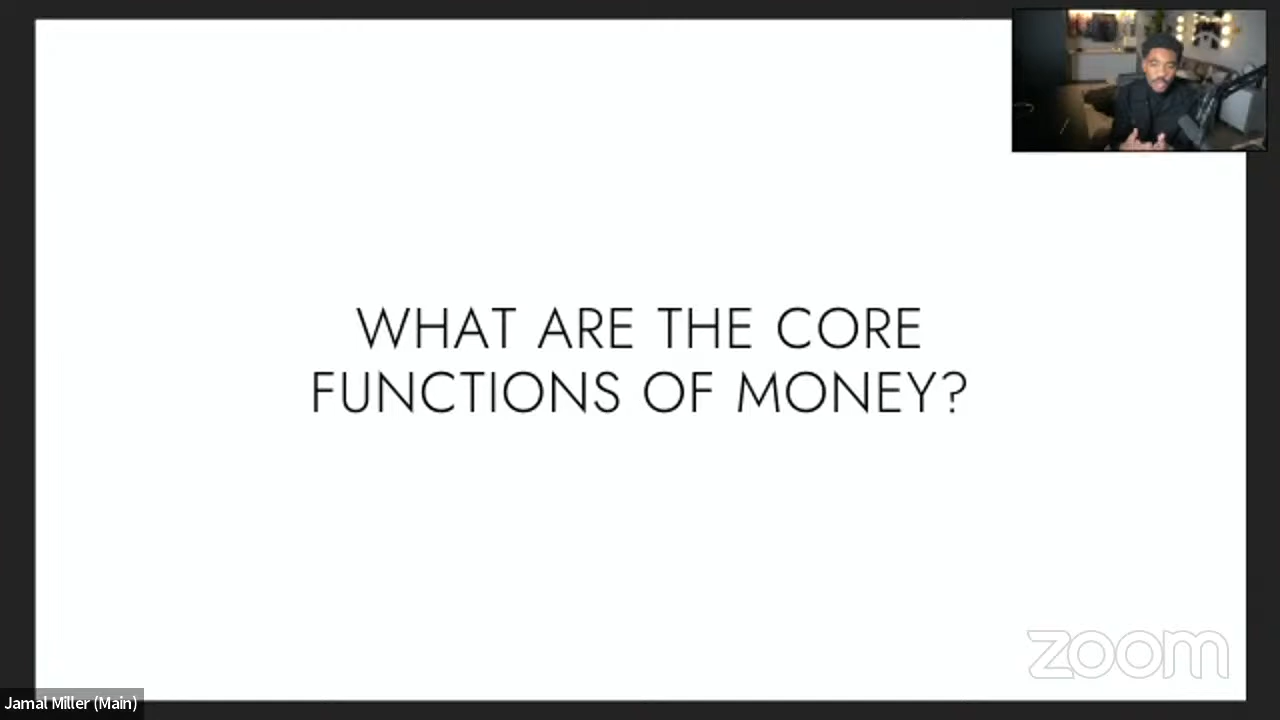 WHAT ARE THE CORE
FUNCTIONS OF MONEY?
zoom
Jamal Miller (Main)